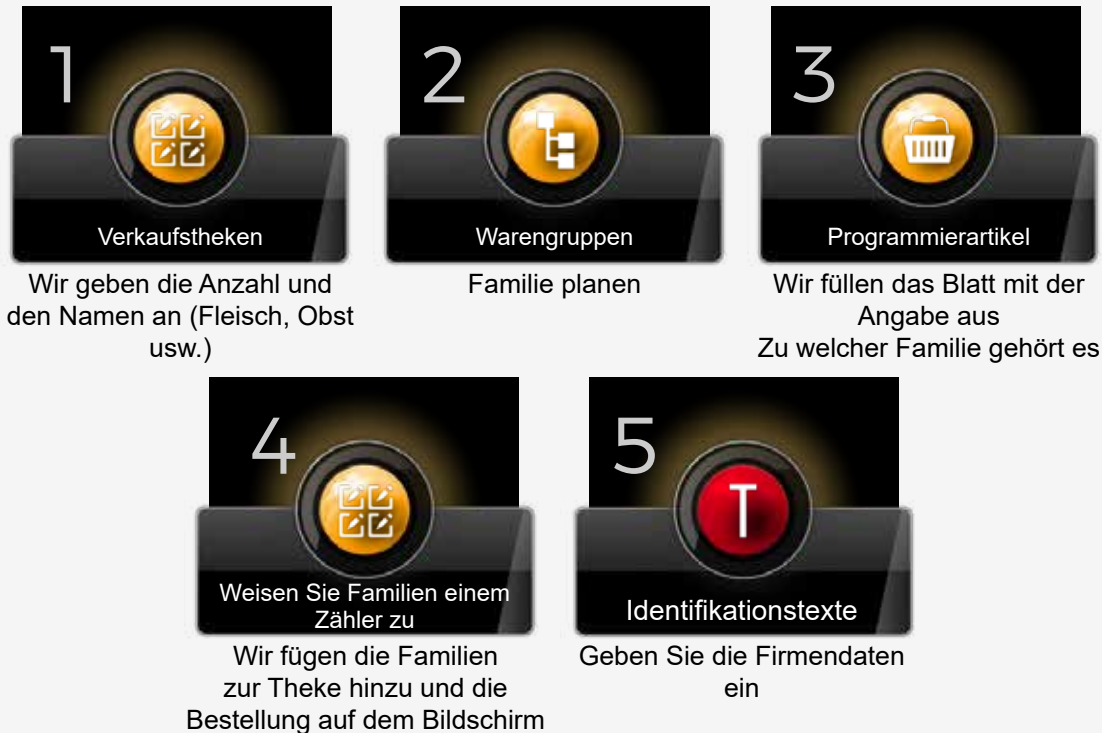 1
2
3
Verkaufstheken
Warengruppen
Programmierartikel
Wir geben die Anzahl und
den Namen an (Fleisch, Obst
usw.)
Familie planen
Wir füllen das Blatt mit der
Angabe aus
Zu welcher Familie gehört es
4
5
Weisen Sie Familien einem
Zähler zu
Identifikationstexte
T
Wir fügen die Familien
zur Theke hinzu und die
Bestellung auf dem Bildschirm
Geben Sie die Firmendaten
ein